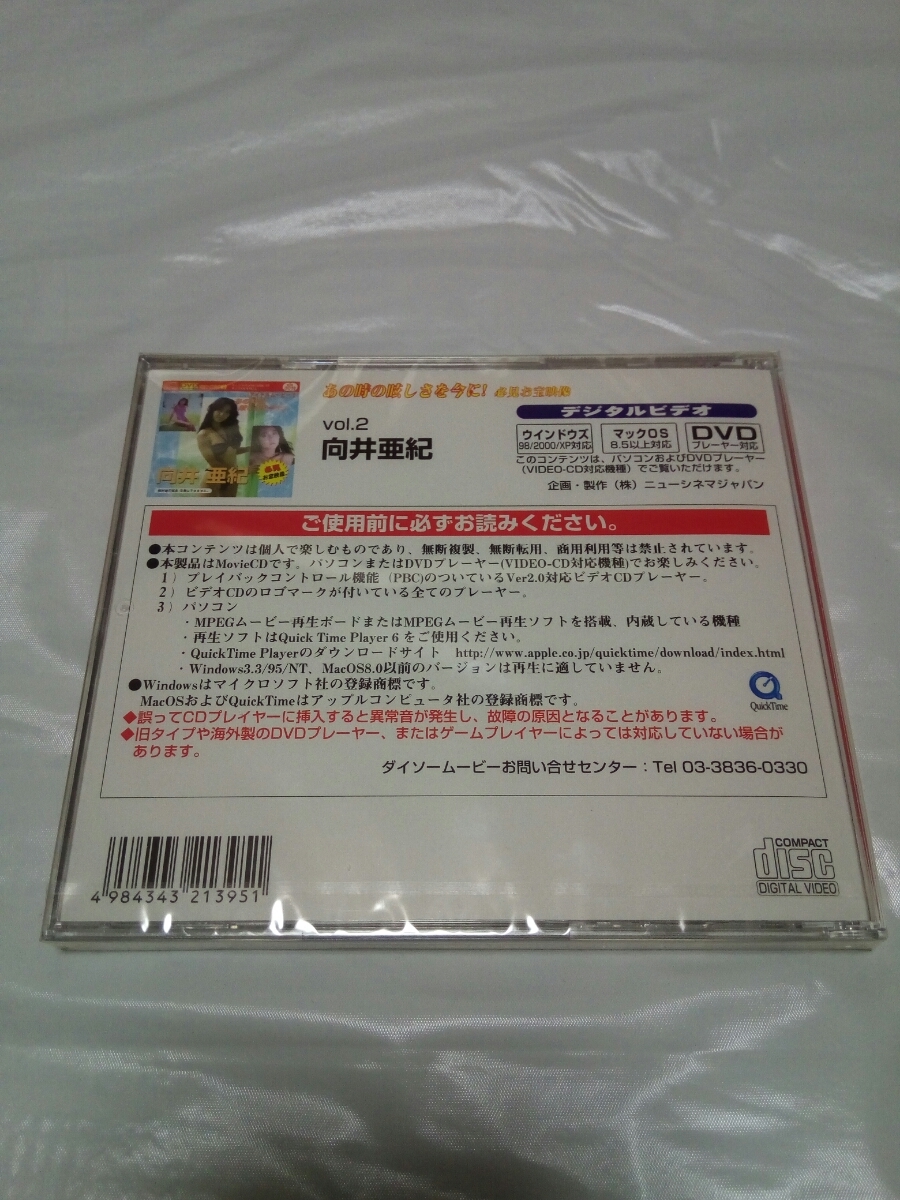 あの時の眩しさを今に! 必見お宝映像
vol.2
向井亜紀
向井 亜紀
必見
お宝映像
デジタルビデオ
ウインドウズ
98/2000/XP対応
マックOS
8.5以上対応
DVD
プレーヤー対応
このコンテンツは、パソコンおよびDVDプレーヤー
(VIDEO-CD対応機種)でご覧いただけます。
企画・製作(株)ニューシネマジャパン
ご使用前に必ずお読みください。
●本コンテンツは個人で楽しむものであり、無断複製、無断転用、商用利用等は禁止されています。
●本製品はMovieCDです。パソコンまたはDVDプレーヤー(VIDEO-CD対応機種)でお楽しみください。
1）プレイバックコントロール機能（PBC)のついているVer2.0対応ビデオCDプレーヤー。
2）ビデオCDのロゴマークが付いている全てのプレーヤー。
3）パソコン
・MPEGムービー再生ボードまたはMPEGムービー再生ソフトを搭載、内蔵している機種
・再生ソフトはQuick Time Player 6 をご使用ください。
・QuickTime Playerのダウンロードサイト http://www.apple.co.jp/quicktime/download/index.html
・Windows3.3/95/NT、MacOS8.0以前のバージョンは再生に適していません。
●Windowsはマイクロソフト社の登録商標です。
MacOSおよびQuickTimeはアップルコンピュータ社の登録商標です。
QuickTime
◆誤ってCDプレイヤーに挿入すると異常音が発生し、故障の原因となることがあります。
◆旧タイプや海外製のDVDプレーヤー、またはゲームプレイヤーによっては対応していない場合が
あります。
ダイソームービーお問い合せセンター：Tel 03-3836-0330
4 984343 213951
COMPACT
disc
DIGITAL VIDEO